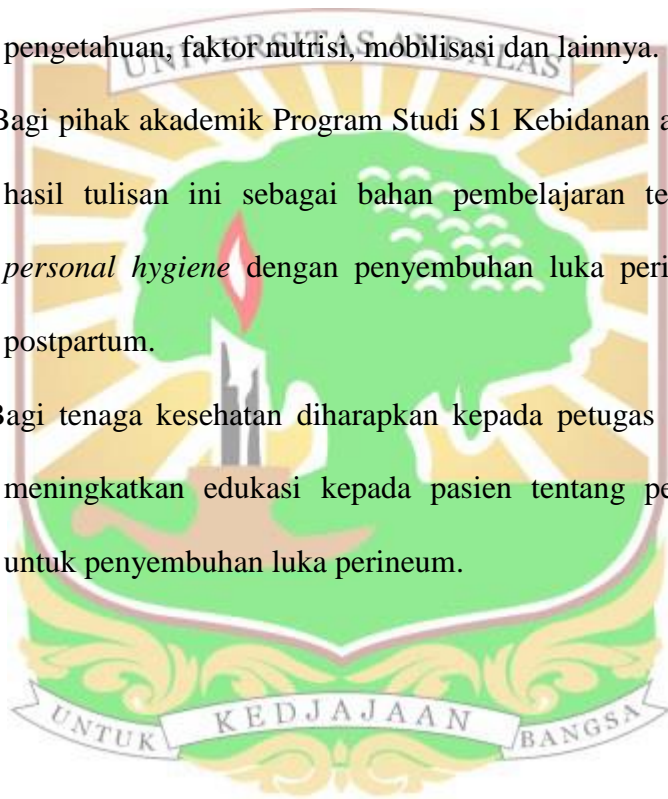 pengetahuan, faktor nutrisi, mobilisasi dan lainnya.
UNIVERSITAS ANDALAS
Bagi pihak akademik Program Studi S1 Kebidanan a
hasil tulisan ini sebagai bahan pembelajaran te
personal hygiene dengan penyembuhan luka peri
postpartum.
Bagi tenaga kesehatan diharapkan kepada petugas
meningkatkan edukasi kepada pasien tentang pe
untuk penyembuhan luka perineum.
UNTUK KEDJAJAAN BANGSA